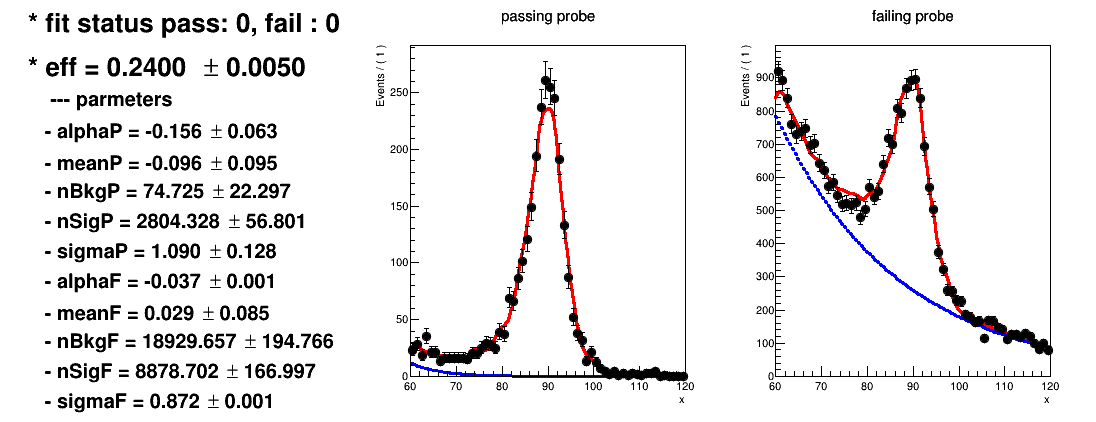 * fit status pass: 0, fail : 0
* eff = 0.2400 ± 0.0050
--- parmeters
- alphaP = -0.156 ± 0.063
- meanP = -0.096 ± 0.095
- nBkgP = 74.725 ± 22.297
- nSigP = 2804.328 ± 56.801
- sigmaP = 1.090 ± 0.128
- alphaF = -0.037 ± 0.001
- meanF = 0.029 ± 0.085
- nBkgF = 18929.657 ± 194.766
- nSigF = 8878.702 ± 166.997
- sigmaF = 0.872 ± 0.001
passing probe
Events / ( 1 )
250
200
150
100
50
0
60 70 80 90 100 110 120
x
failing probe
Events / ( 1 )
900
800
700
600
500
400
300
200
100
0
60 70 80 90 100 110 120
x